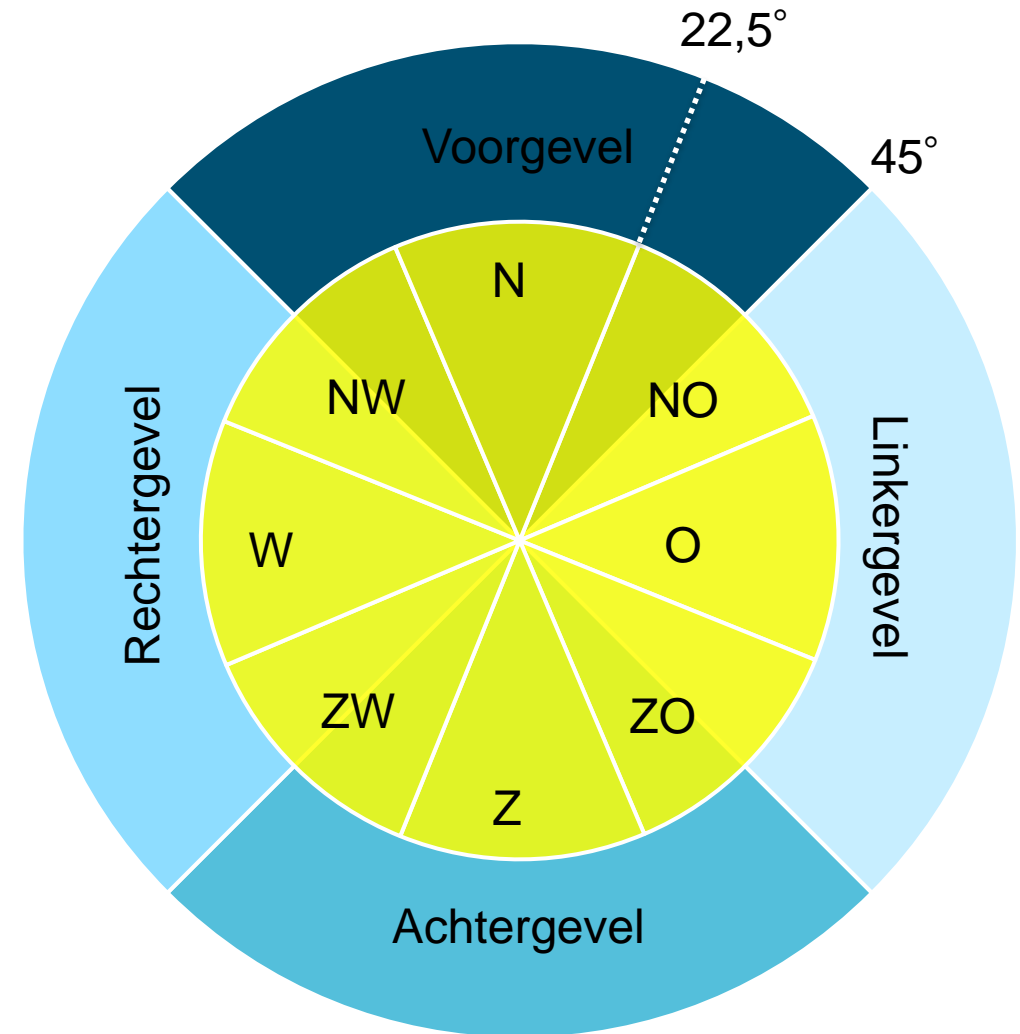 22,5°
45°
Voorgevel
N
NW
NO
Rechtergevel
Linkergevel
W
O
ZW
ZO
Z
Achtergevel